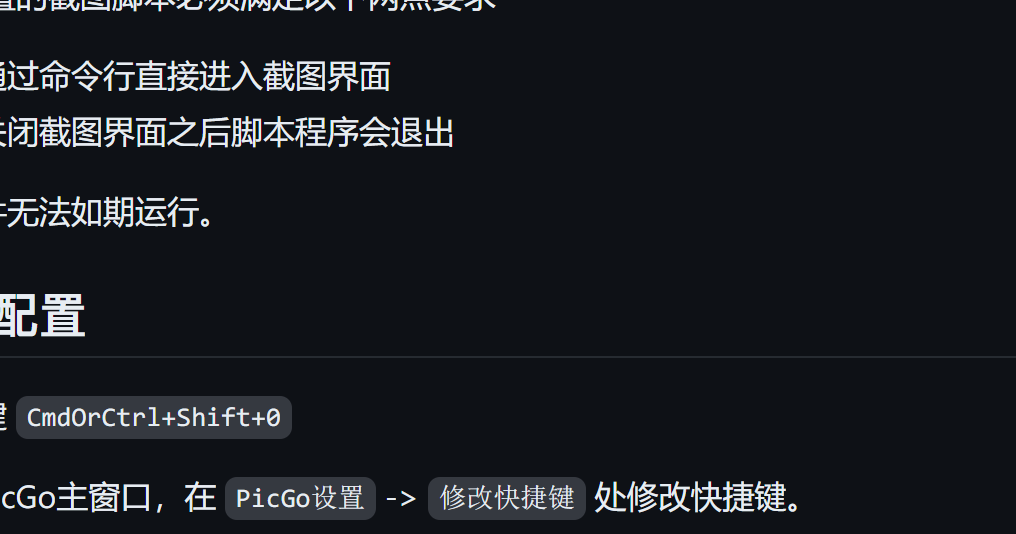 的截图脚本必须满足以下两点要求
过命令行直接进入截图界面
闭截图界面之后脚本程序会退出
无法如期运行。
配置
CmdOrCtrl+Shift+0
cGo主窗口，在 PicGo设置 -> 修改快捷键 处修改快捷键。